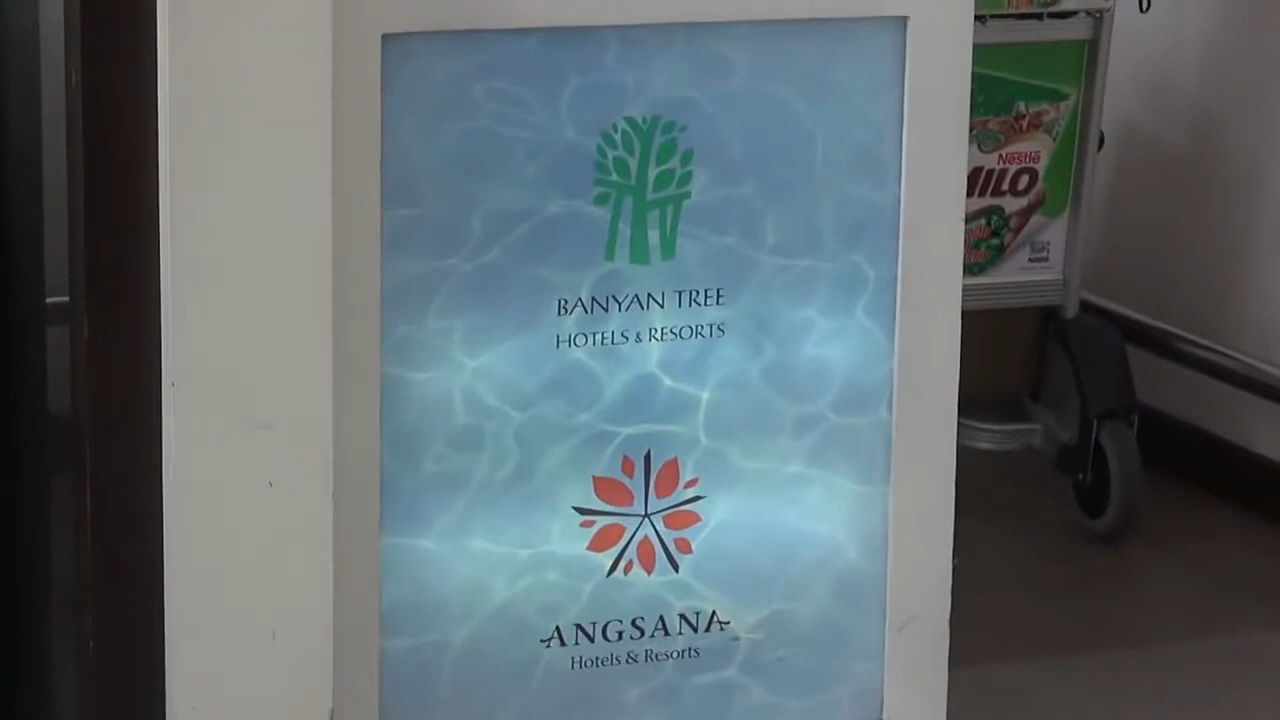 BANYAN TREE
HOTELS & RESORTS
ANGSANA
Hotels & Resorts
Nestlé
MILO